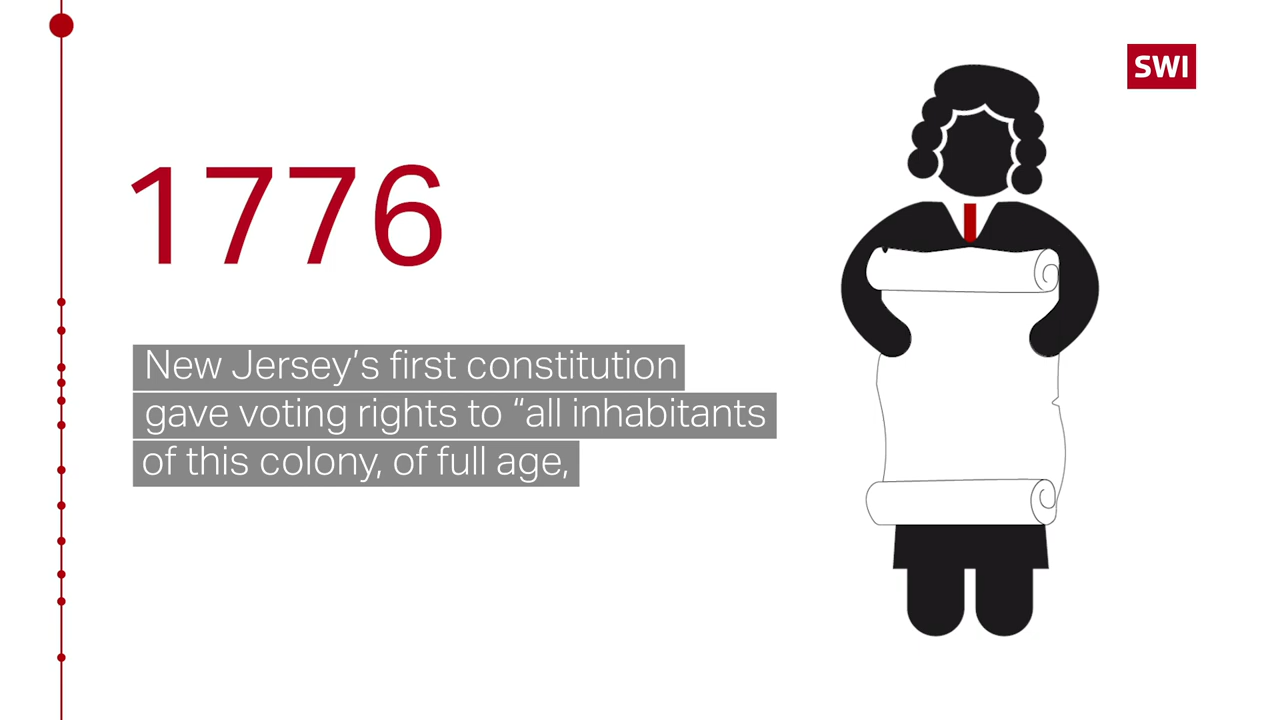 SWI
1776
New Jersey’s first constitution
gave voting rights to “all inhabitants
of this colony, of full age,